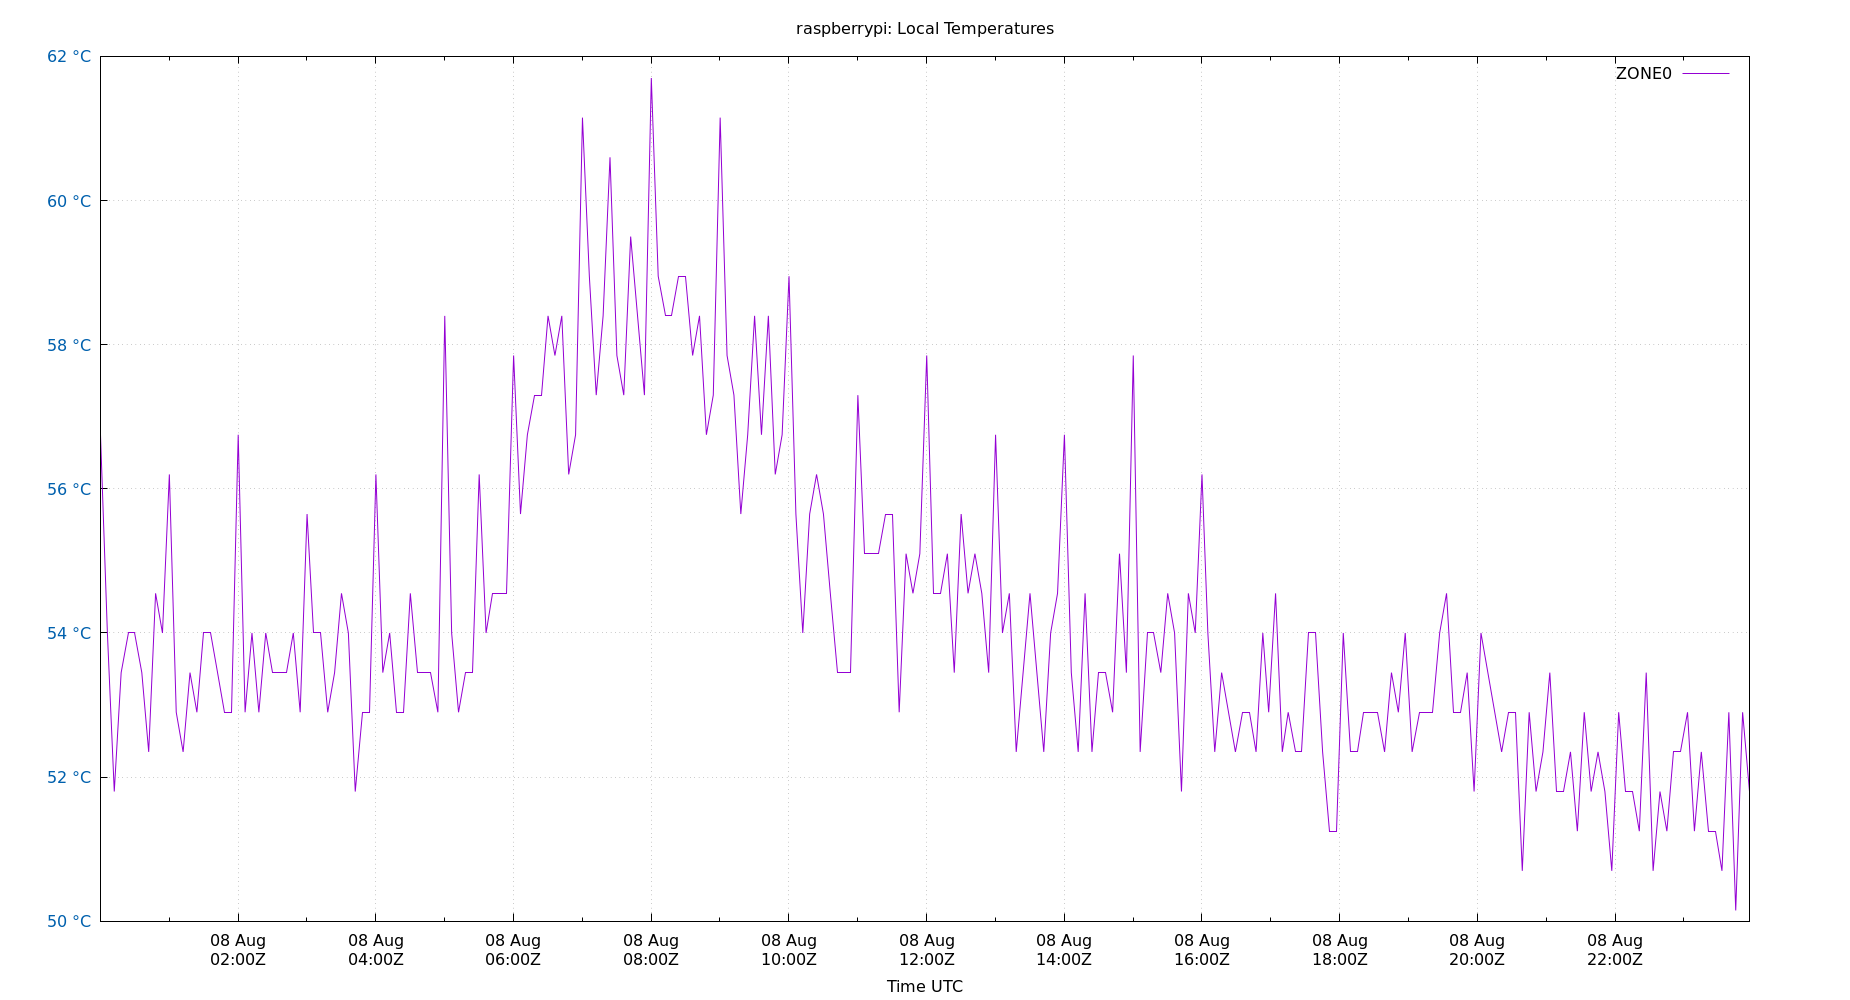 raspberrypi: Local Temperatures
ZONE0
62 °C
60 °C
58 °C
56 °C
54 °C
52 °C
50 °C
08 Aug 08 Aug 08 Aug 08 Aug 08 Aug 08 Aug 08 Aug 08 Aug 08 Aug 08 Aug 08 Aug
02:00Z 04:00Z 06:00Z 08:00Z 10:00Z 12:00Z 14:00Z 16:00Z 18:00Z 20:00Z 22:00Z
Time UTC